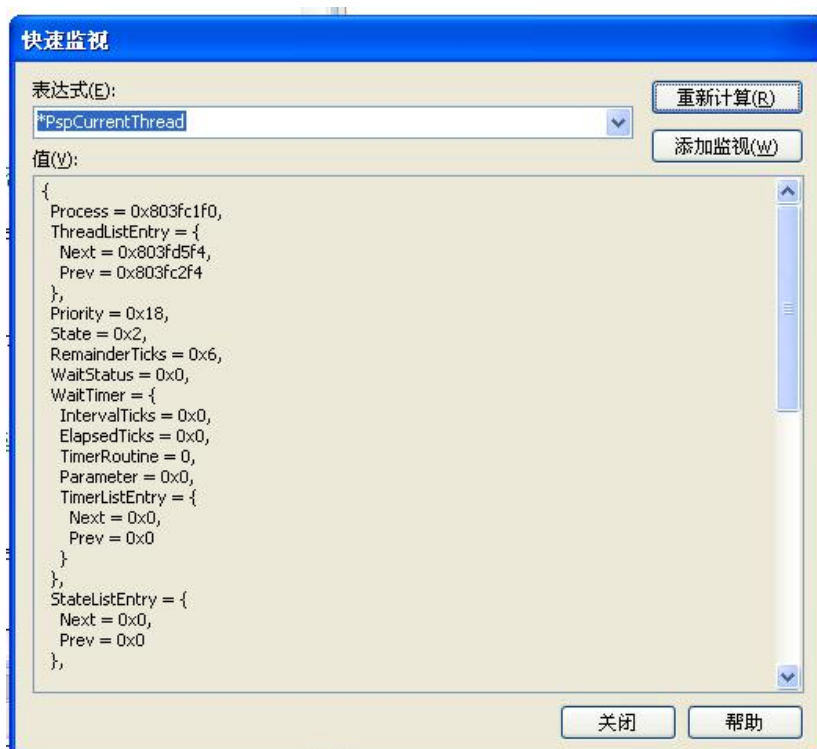 快速监视
表达式(E):
重新计算(R)
*PspCurrentThread
添加监视(W)
值(V):
{
Process = 0x803fc1f0,
ThreadListEntry = {
Next = 0x803fd5f4,
Prev = 0x803fc2f4
},
Priority = 0x18,
State = 0x2,
RemainderTicks = 0x6,
WaitStatus = 0x0,
WaitTimer = {
IntervalTicks = 0x0,
ElapsedTicks = 0x0,
TimerRoutine = 0,
Parameter = 0x0,
TimerListEntry = {
Next = 0x0,
Prev = 0x0
}
},
StateListEntry = {
Next = 0x0,
Prev = 0x0
},
关闭
帮助